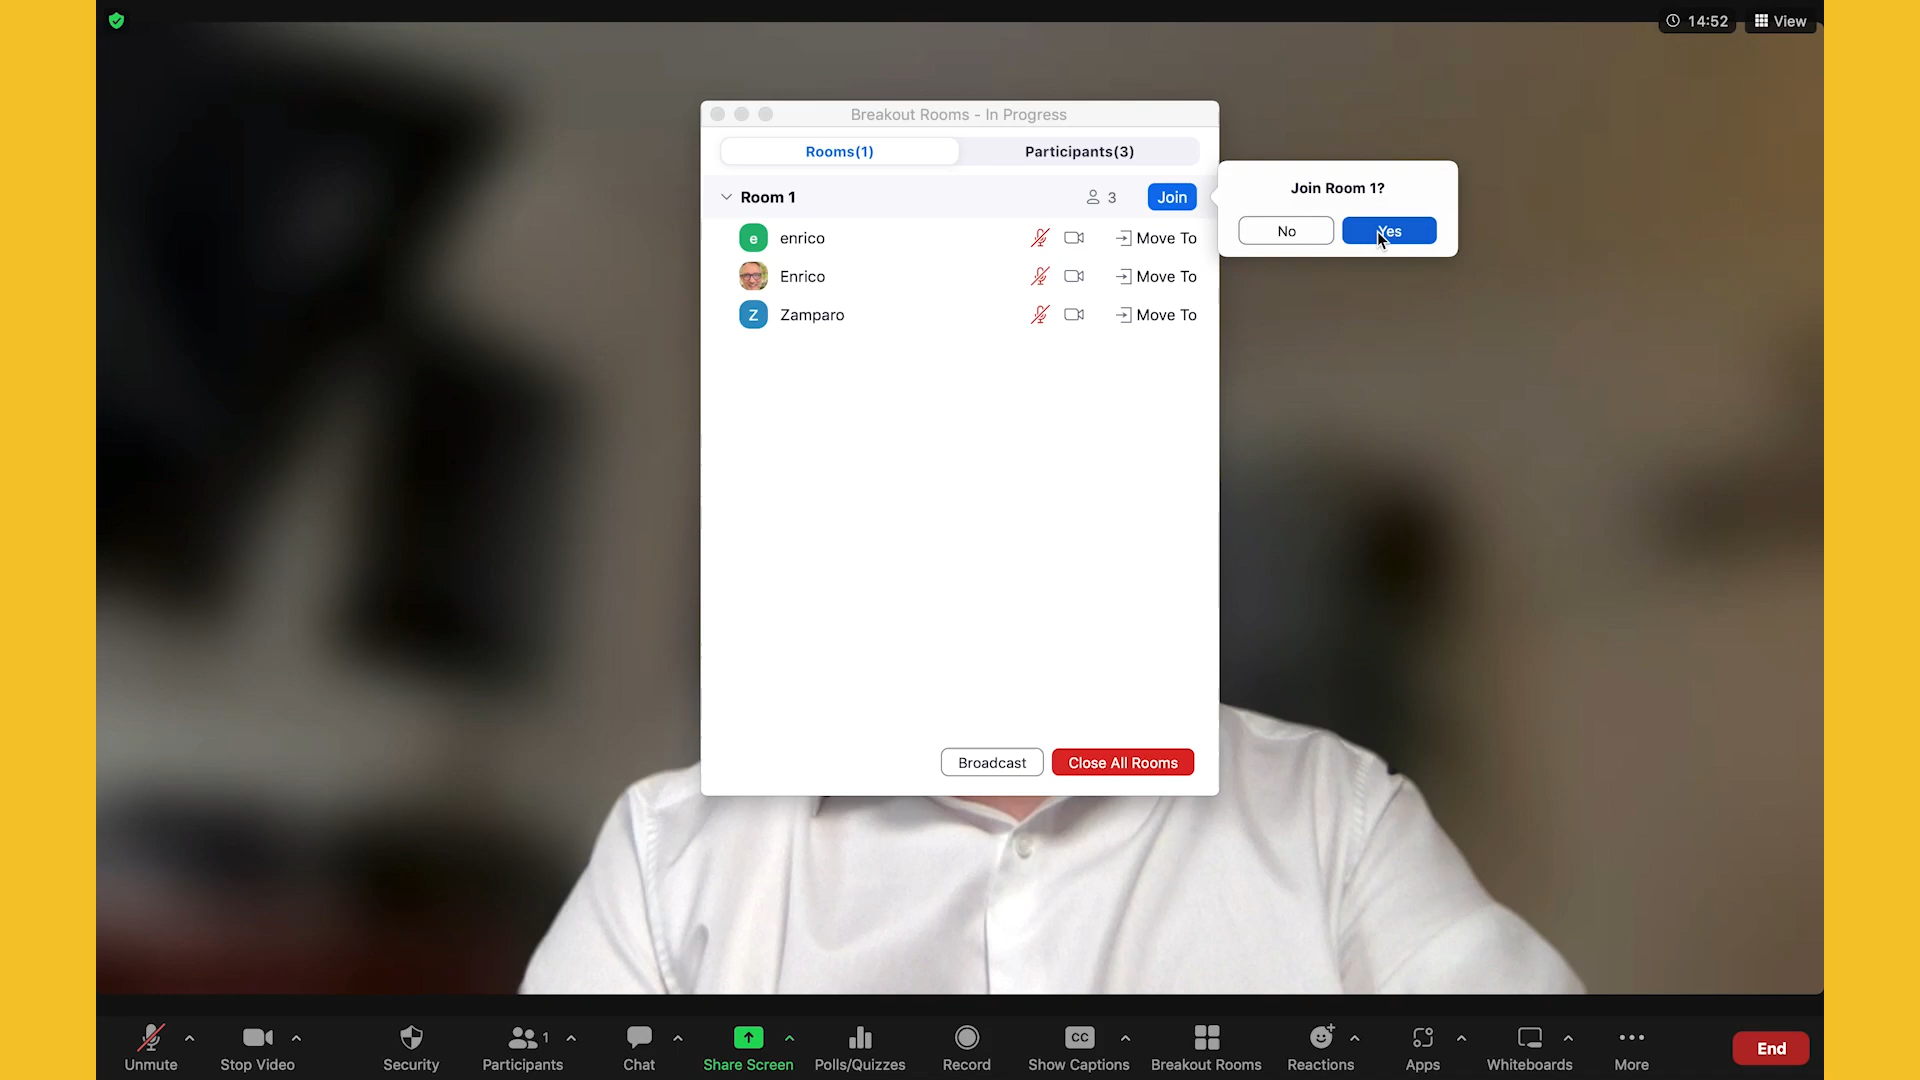 14:52 View
Breakout Rooms - In Progress
Rooms(1) Participants(3)
Room 1 3 Join
e enrico Move To
Enrico Move To
Z Zamparo Move To
Join Room 1?
No Yes
Broadcast Close All Rooms
1 CC
Unmute Stop Video Security Participants Chat Share Screen Polls/Quizzes Record Show Captions Breakout Rooms Reactions Apps Whiteboards More End